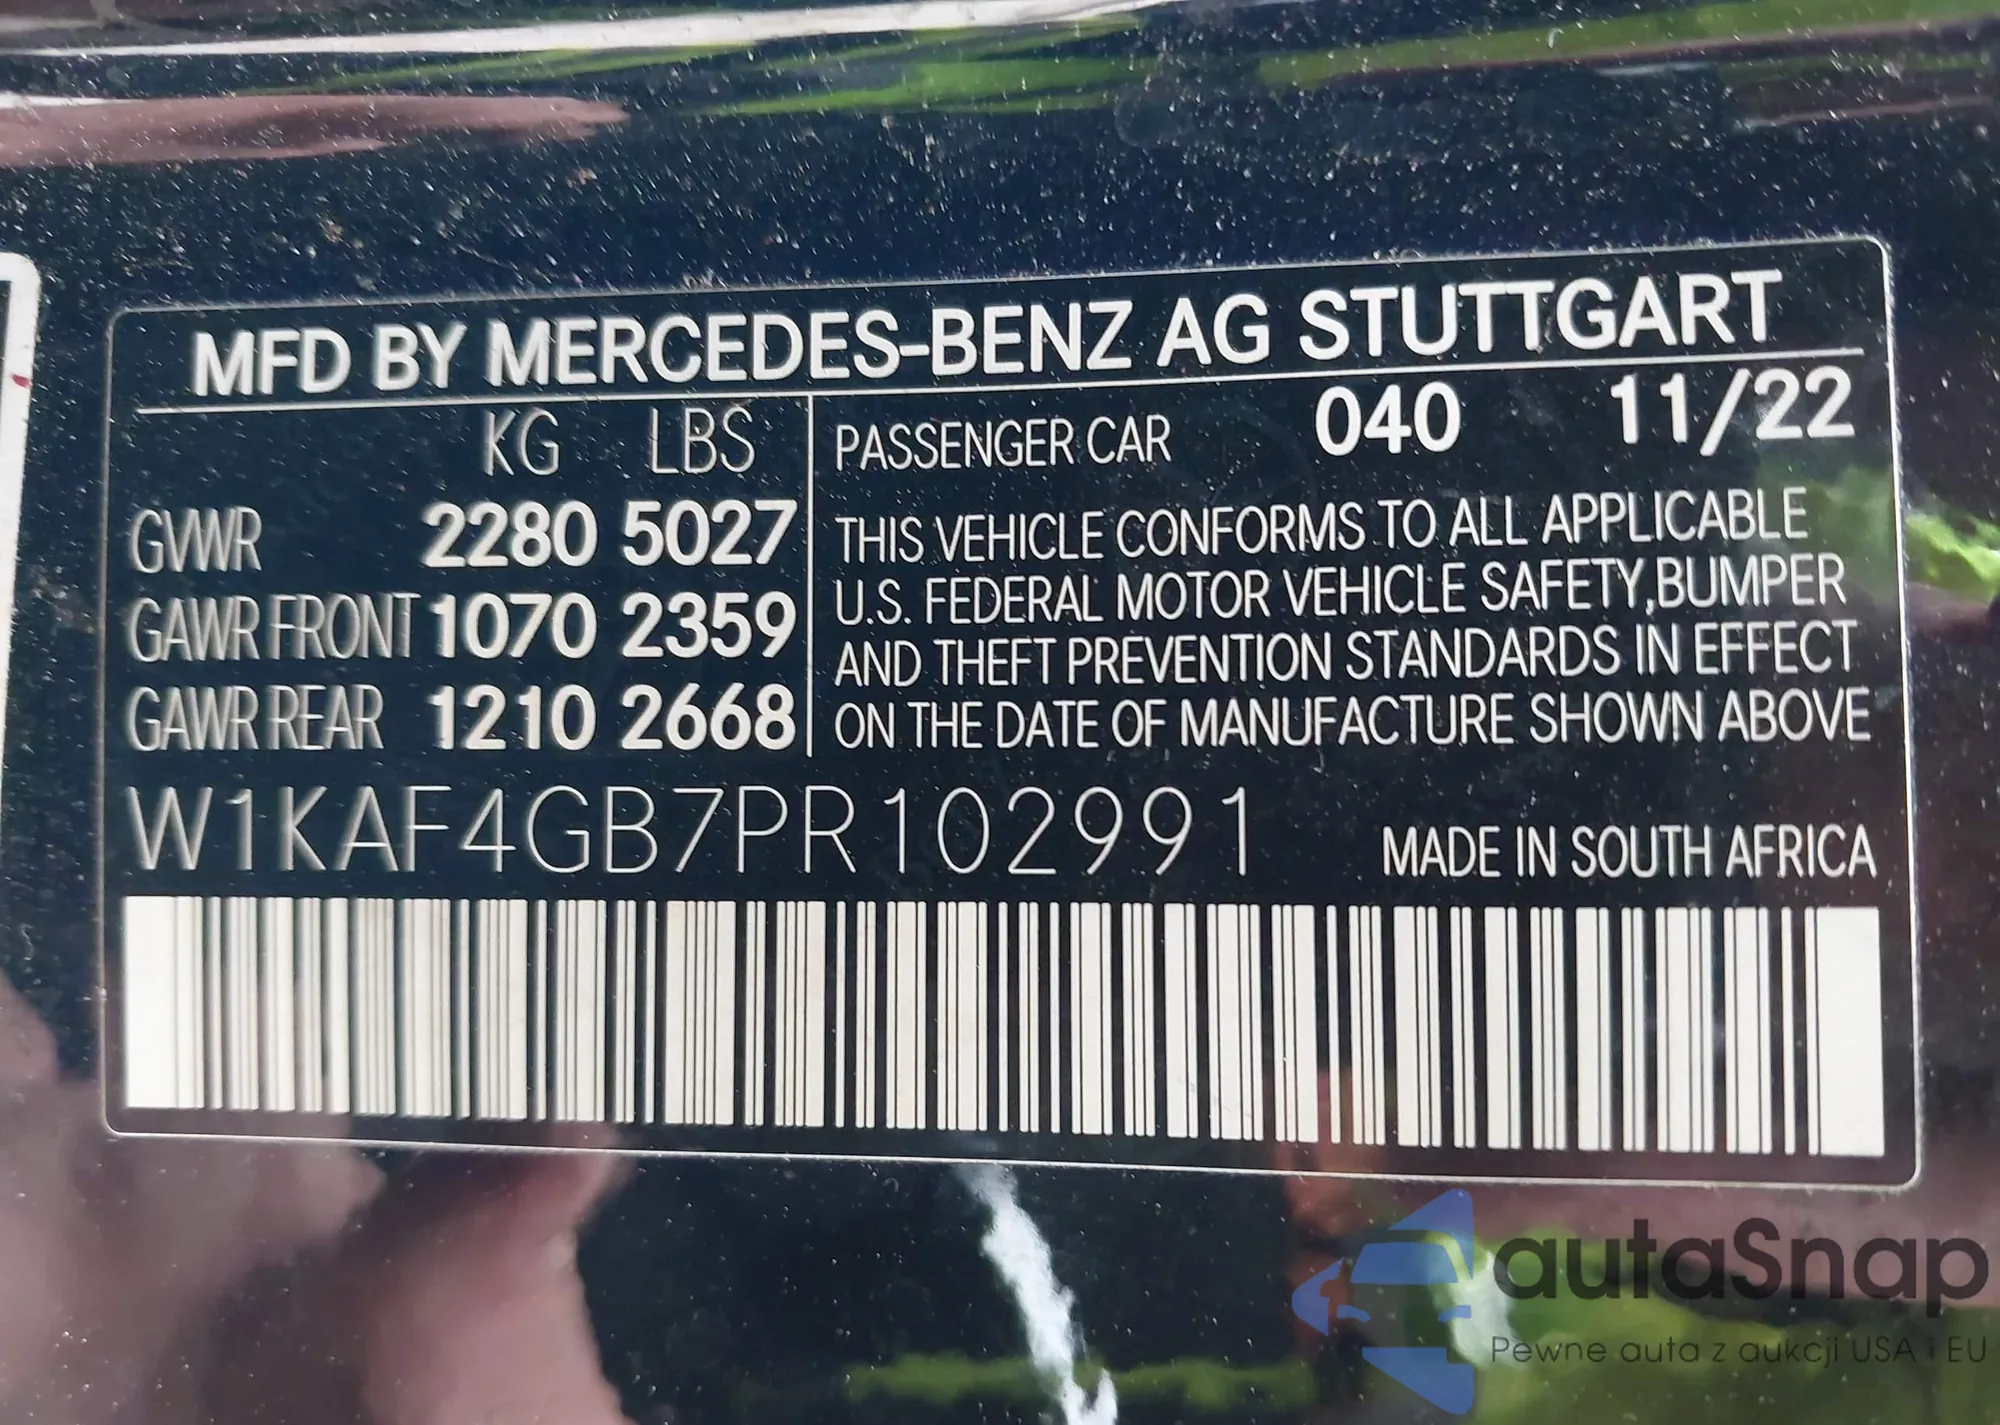 MFD BY MERCEDES-BENZ AG STUTTGART
KG LBS
GVWR 2280 5027
GAWR FRONT 1070 2359
GAWR REAR 1210 2668
PASSENGER CAR 040 11/22
THIS VEHICLE CONFORMS TO ALL APPLICABLE
U.S. FEDERAL MOTOR VEHICLE SAFETY,BUMPER
AND THEFT PREVENTION STANDARDS IN EFFECT
ON THE DATE OF MANUFACTURE SHOWN ABOVE
W1KAF4GB7PR102991
MADE IN SOUTH AFRICA
autaSnap
Pewne auta z aukcji USA i EU